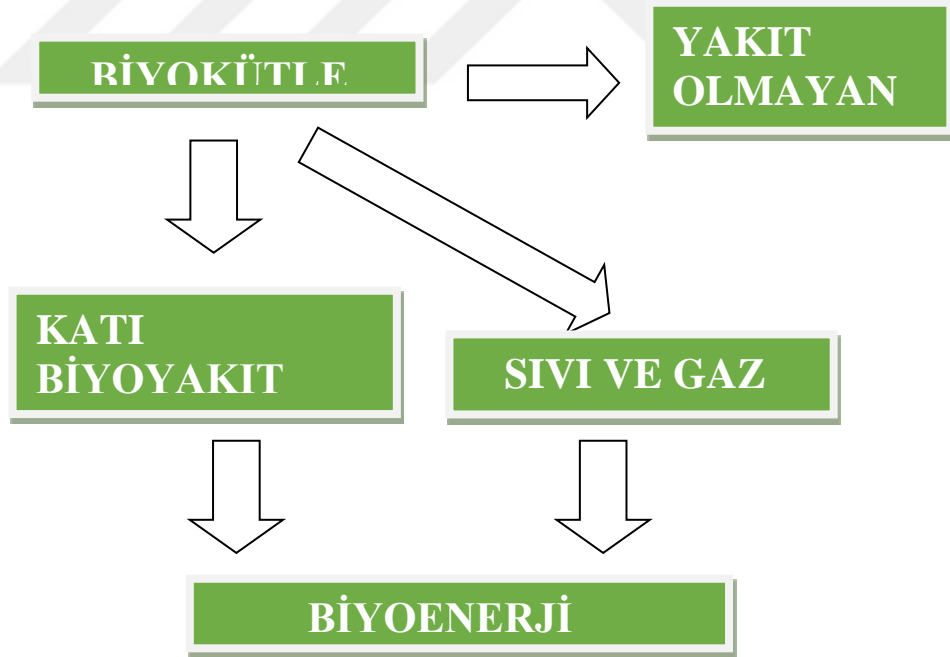 BİYOKÜTLE
YAKIT
OLMAYAN
KATI
BİYOYAKIT
SIVI VE GAZ
BİYOENERJİ